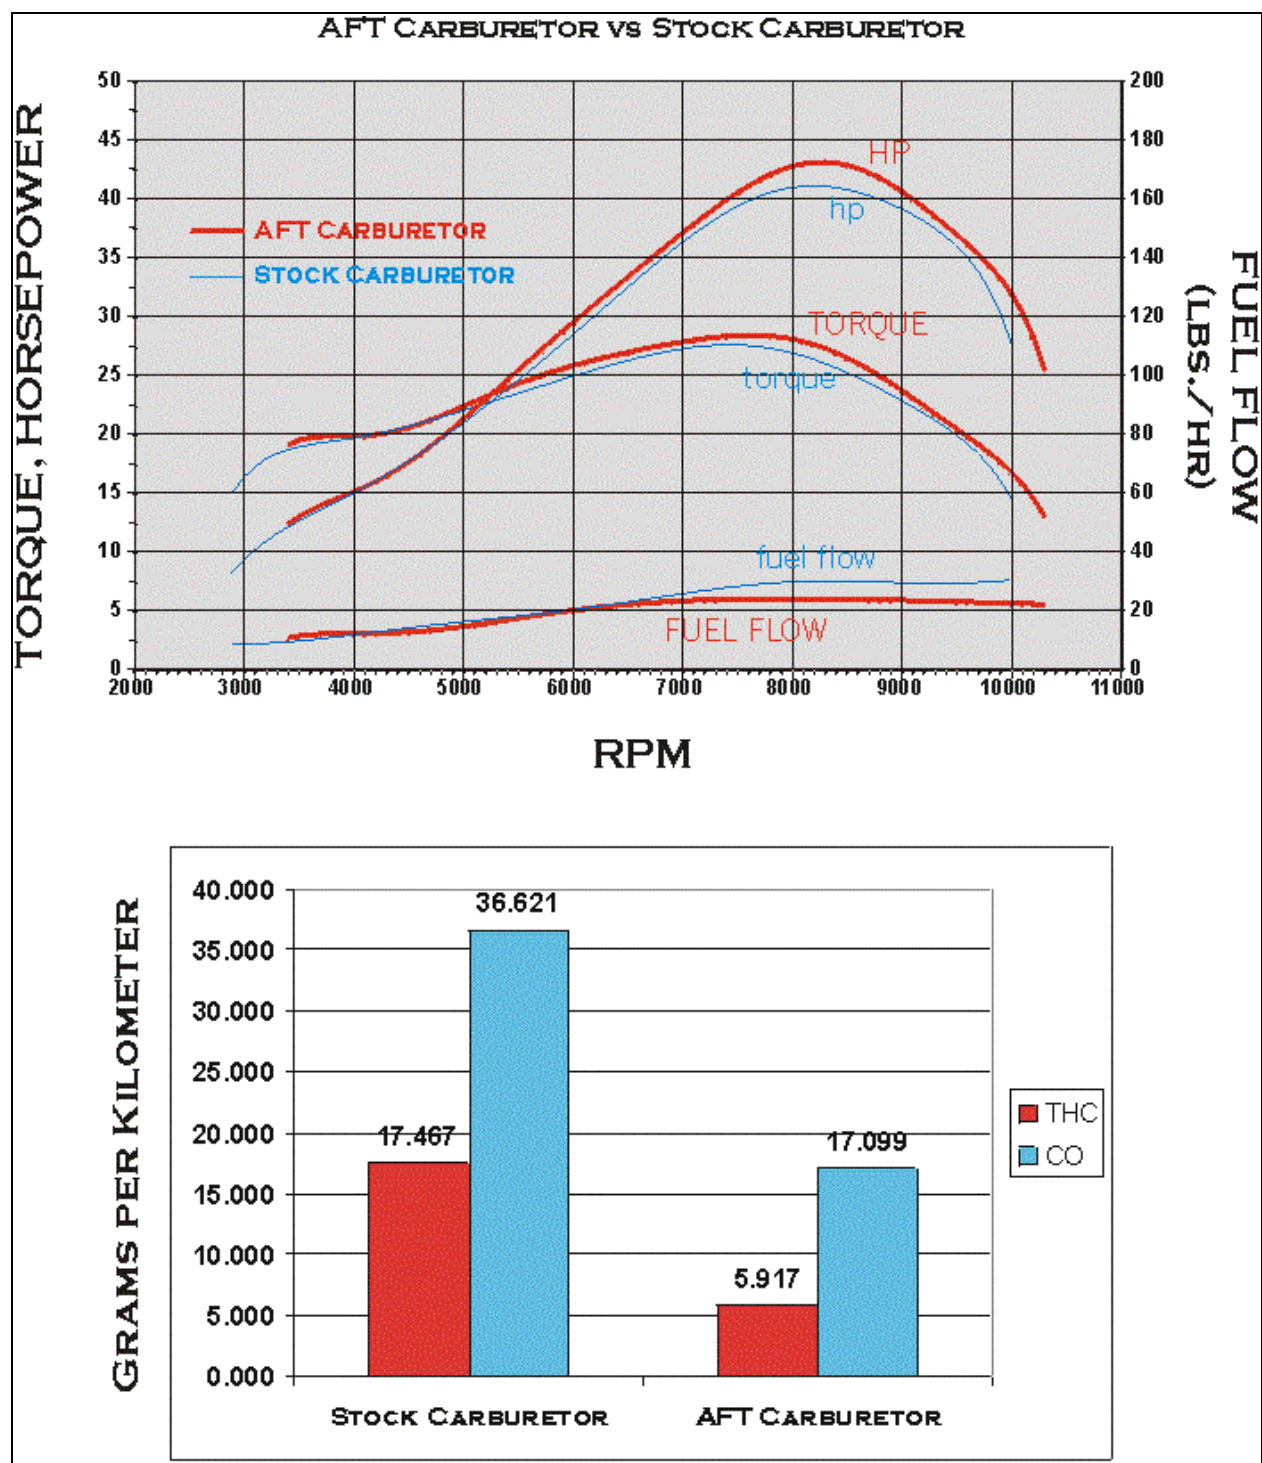 AFT CARBURETOR VS STOCK CARBURETOR
50
45
40
35
30
25
20
15
10
5
0
TORQUE, HORSEPOWER
200
180
160
140
120
100
80
60
40
20
0
FUEL FLOW
(LBS./HR)
AFT CARBURETOR
STOCK CARBURETOR
HP
hp
TORQUE
torque
fuel flow
FUEL FLOW
2000 3000 4000 5000 6000 7000 8000 9000 10000 11000
RPM
GRAMS PER KILOMETER
40.000
35.000
30.000
25.000
20.000
15.000
10.000
5.000
0.000
36.621
17.467
17.099
5.917
THC
CO
STOCK CARBURETOR AFT CARBURETOR